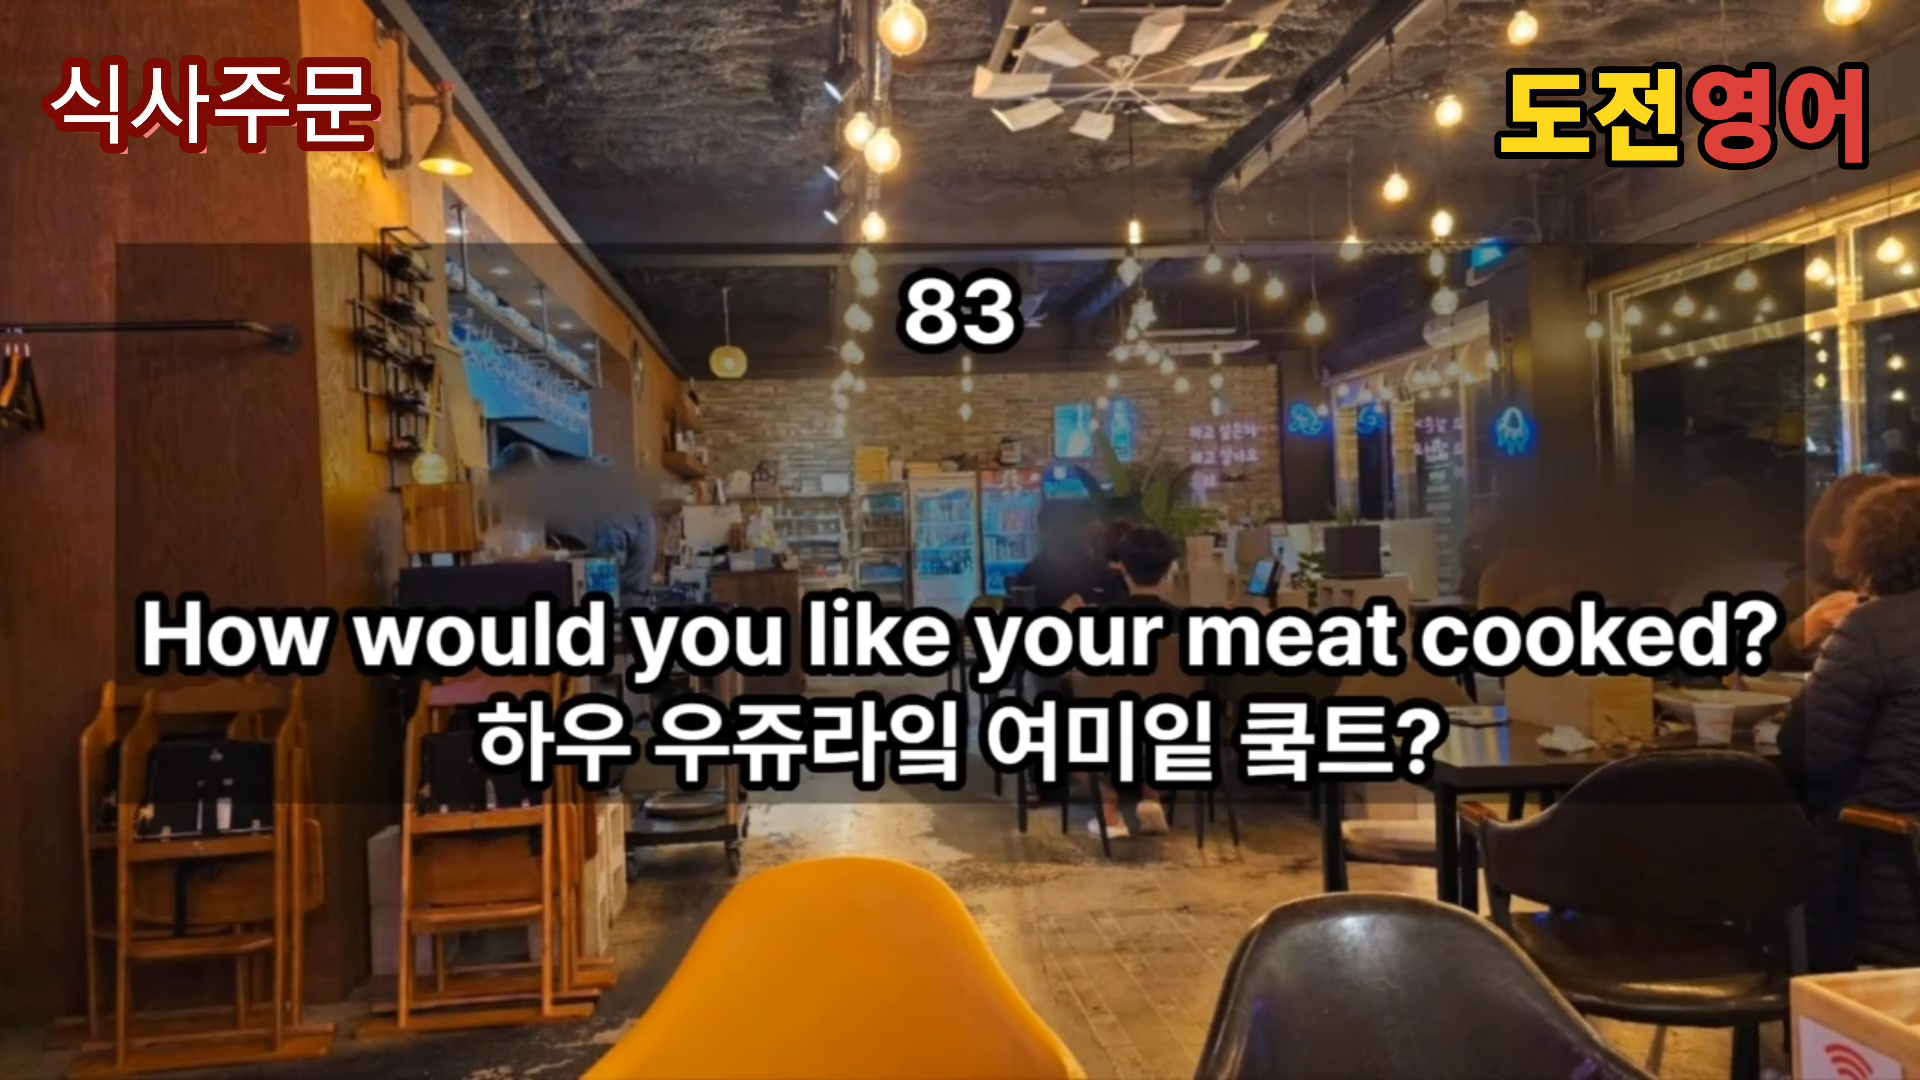 식사주문
도전영어
83
How would you like your meat cooked?
하우 우쥬라잌 여미잍 쿸트?